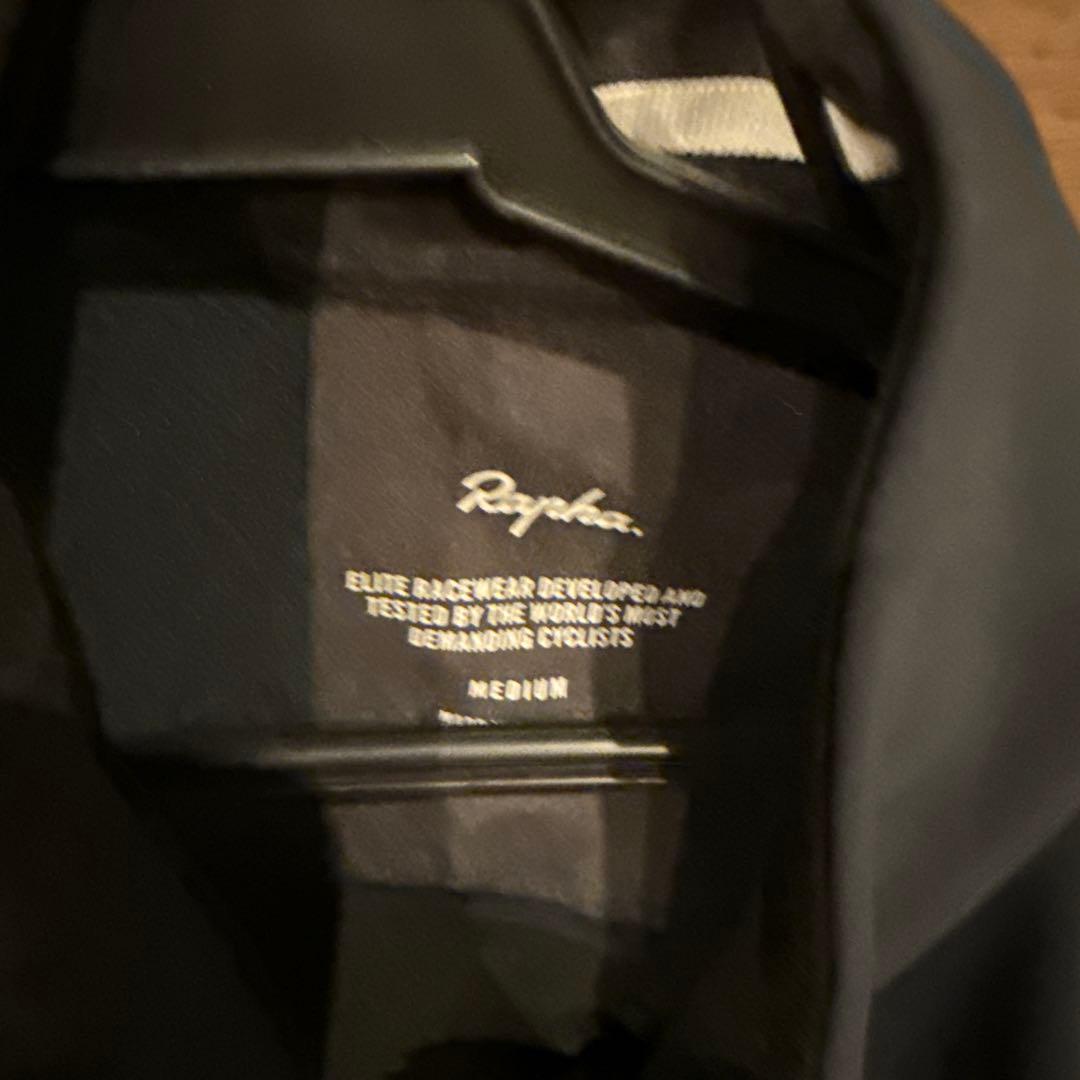 Rapha.
ELITE RACEWEAR DEVELOPED AND
TESTED BY THE WORLD'S MOST
DEMANDING CYCLISTS
MEDIUM